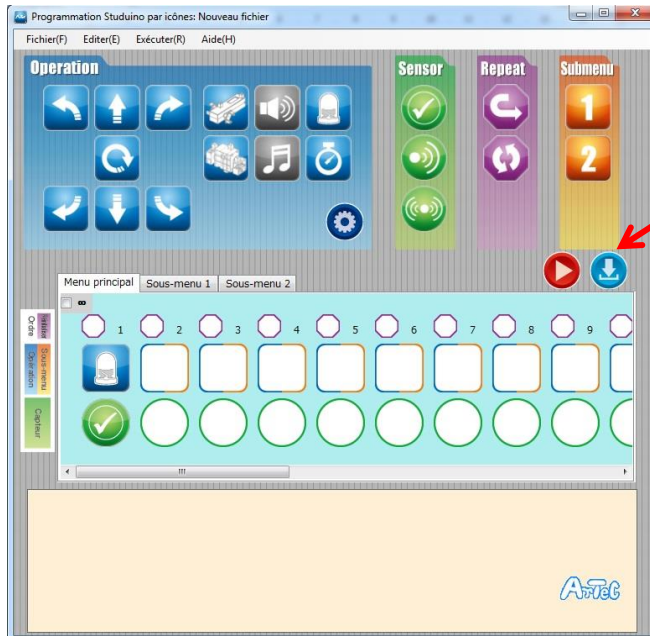 Programmation Studuino par icônes: Nouveau fichier
Fichier(F) Editer(E) Exécuter(R) Aide(H)
Operation
Sensor
Repeat
Submenu
1
2
Menu principal Sous-menu 1 Sous-menu 2
∞
1 2 3 4 5 6 7 8 9
Ordre
Opération
Sous-menu
Capteur
ArTeC